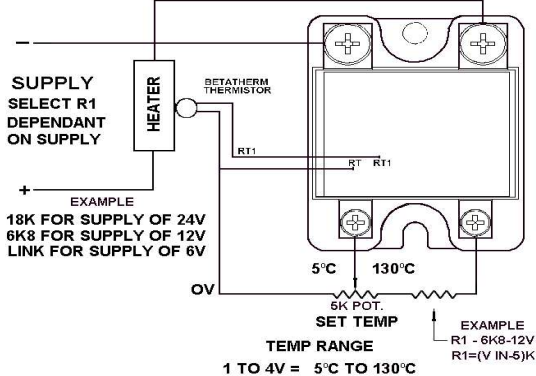 −
SUPPLY
SELECT R1
DEPENDANT
ON SUPPLY
HEATER
BETATHERM
THERMISTOR
RT1
RT RT1
+
EXAMPLE
18K FOR SUPPLY OF 24V
6K8 FOR SUPPLY OF 12V
LINK FOR SUPPLY OF 6V
5°C 130°C
OV
5K POT.
SET TEMP
EXAMPLE
R1 - 6K8-12V
R1=(V IN-5)K
TEMP RANGE
1 TO 4V = 5°C TO 130°C